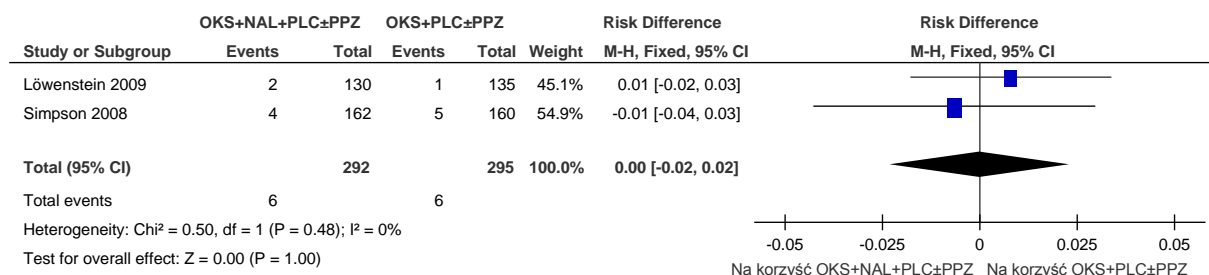 OKS+NAL+PLC±PPZ OKS+PLC±PPZ Risk Difference Risk Difference
Study or Subgroup Events Total Events Total Weight M-H, Fixed, 95% CI M-H, Fixed, 95% CI
Löwenstein 2009 2 130 1 135 45.1% 0.01 [-0.02, 0.03]
Simpson 2008 4 162 5 160 54.9% -0.01 [-0.04, 0.03]
Total (95% CI) 292 295 100.0% 0.00 [-0.02, 0.02]
Total events 6 6
Heterogeneity: Chi² = 0.50, df = 1 (P = 0.48); I² = 0%
Test for overall effect: Z = 0.00 (P = 1.00)
-0.05 -0.025 0 0.025 0.05
Na korzyść OKS+NAL+PLC±PPZ Na korzyść OKS+PLC±PPZ